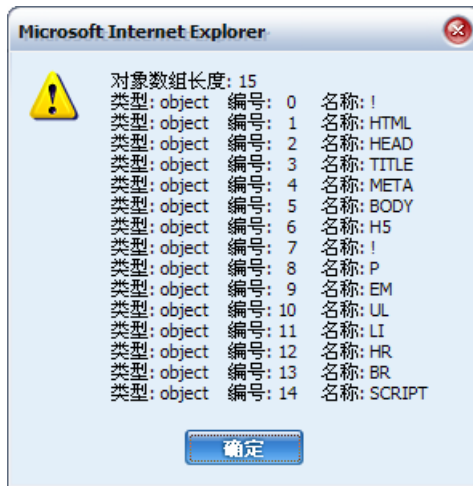 Microsoft Internet Explorer
对象数组长度: 15
类型: object 编号: 0 名称: !
类型: object 编号: 1 名称: HTML
类型: object 编号: 2 名称: HEAD
类型: object 编号: 3 名称: TITLE
类型: object 编号: 4 名称: META
类型: object 编号: 5 名称: BODY
类型: object 编号: 6 名称: H5
类型: object 编号: 7 名称: !
类型: object 编号: 8 名称: P
类型: object 编号: 9 名称: EM
类型: object 编号: 10 名称: UL
类型: object 编号: 11 名称: LI
类型: object 编号: 12 名称: HR
类型: object 编号: 13 名称: BR
类型: object 编号: 14 名称: SCRIPT
确定